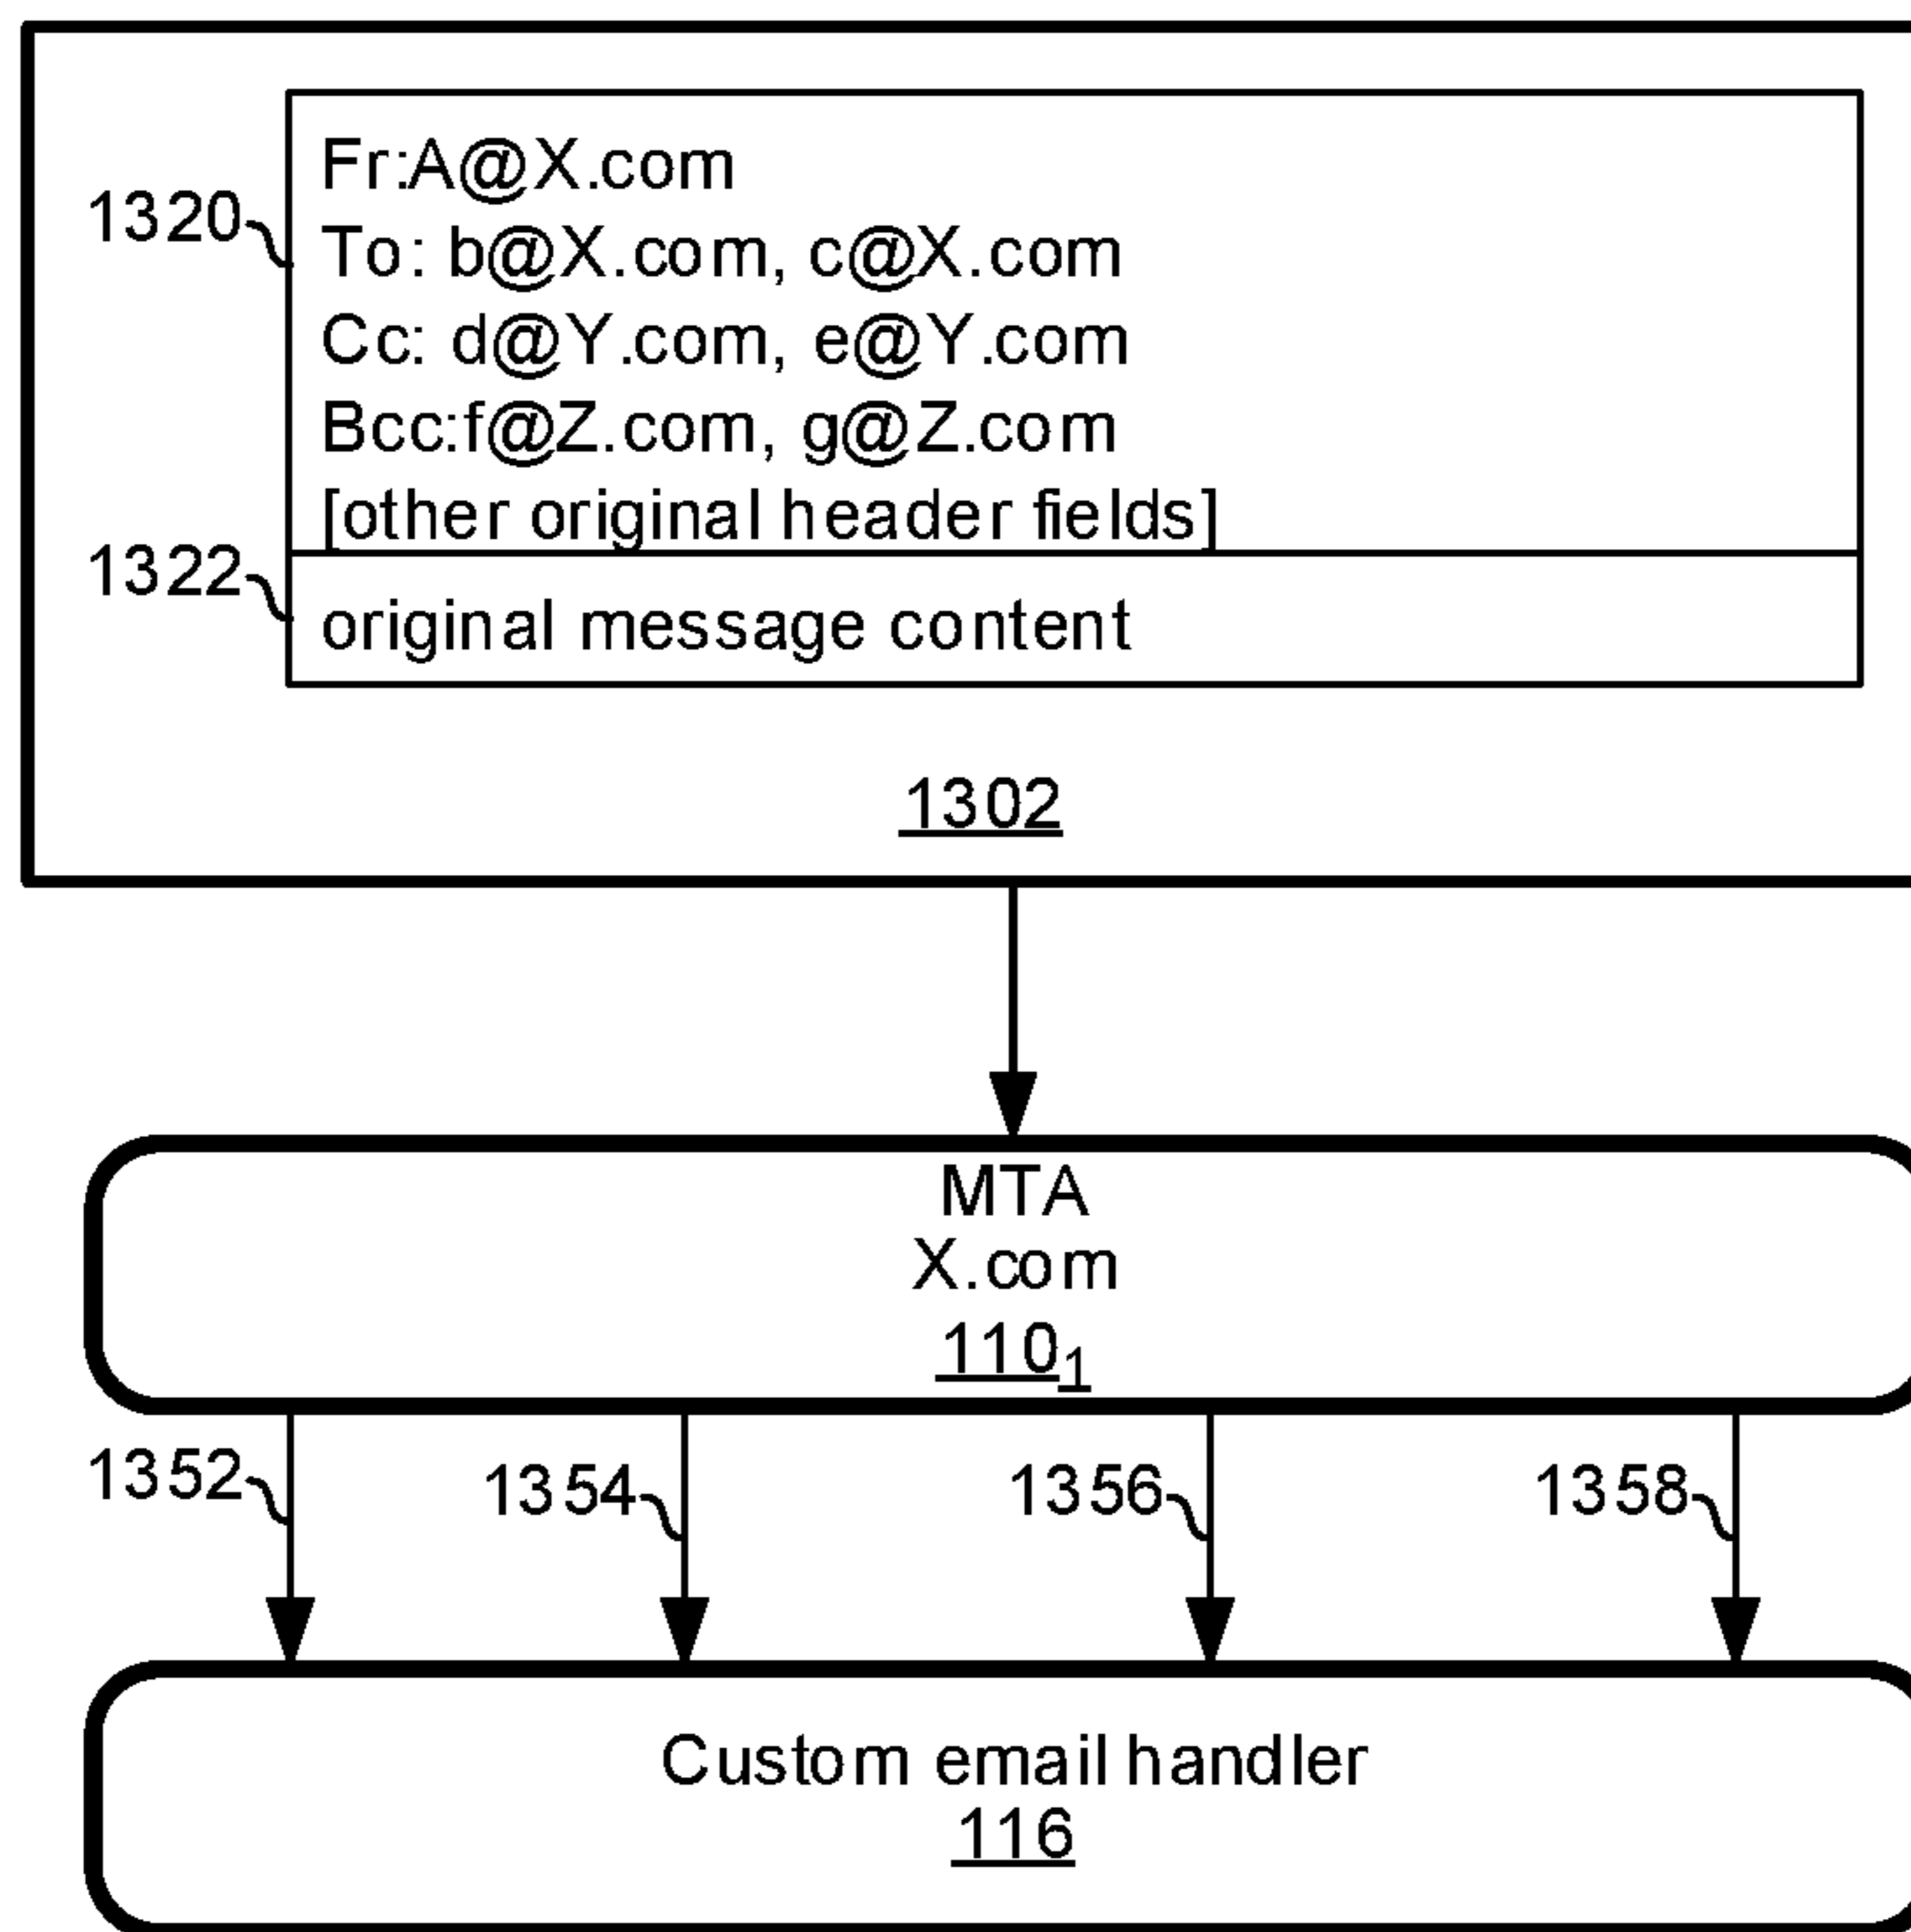 Fr:A@X.com
1320
To: b@X.com, c@X.com
Cc: d@Y.com, e@Y.com
Bcc:f@Z.com, g@Z.com
[other original header fields]
1322
original message content
1302
MTA
X.com
110₁
1352
1354
1356
1358
Custom email handler
116